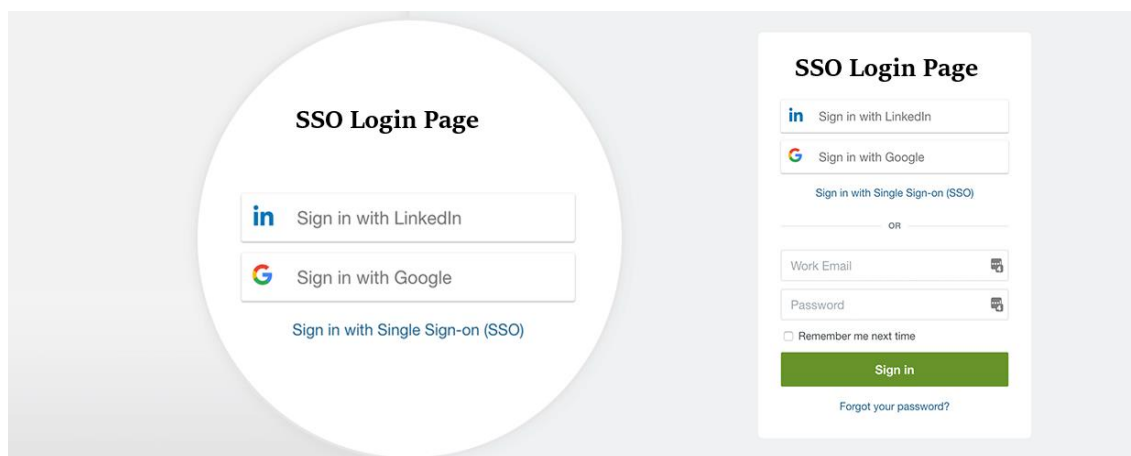 SSO Login Page
in Sign in with LinkedIn
G Sign in with Google
Sign in with Single Sign-on (SSO)
SSO Login Page
in Sign in with LinkedIn
G Sign in with Google
Sign in with Single Sign-on (SSO)
OR
Work Email
Password
Remember me next time
Sign in
Forgot your password?